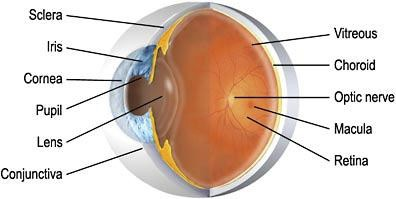 Sclera
Iris
Cornea
Pupil
Lens
Conjunctiva
Vitreous
Choroid
Optic nerve
Macula
Retina